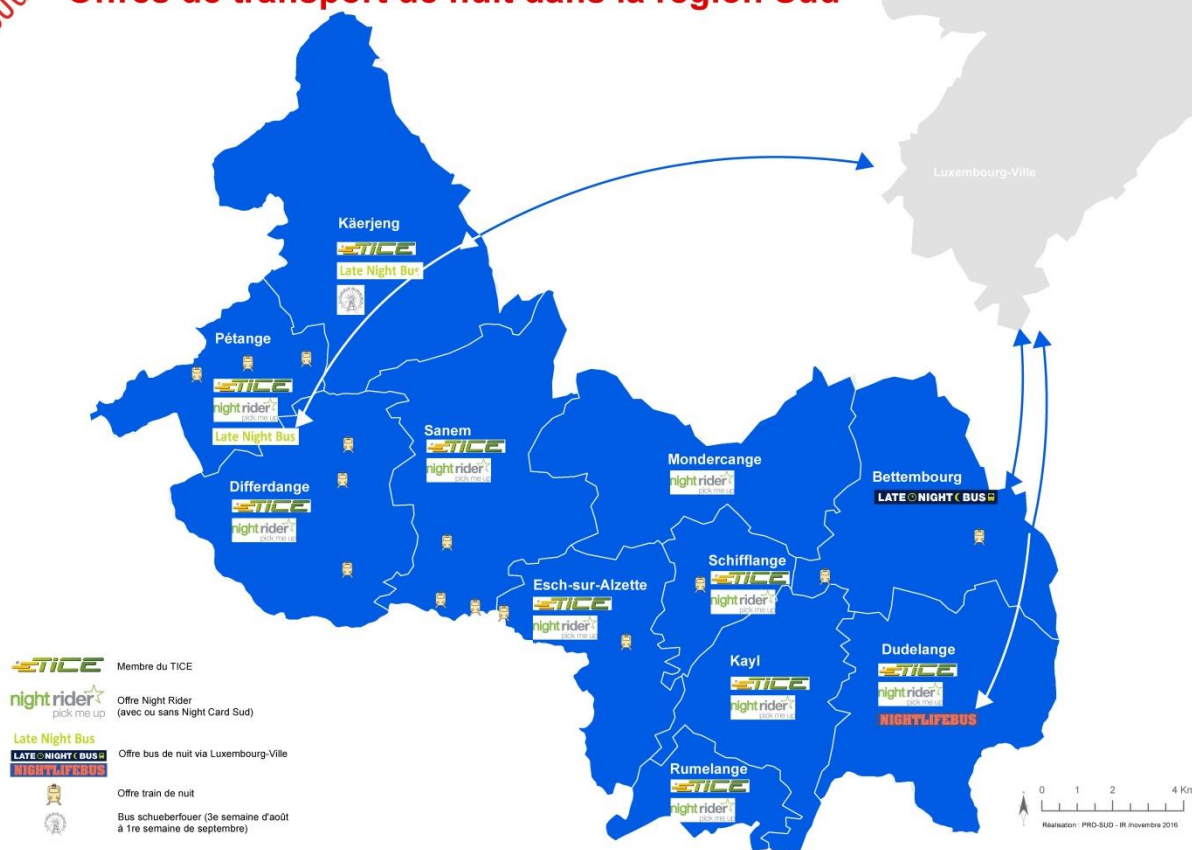 Offres de transport de nuit dans la région Sud
Luxembourg-Ville
Käerjeng
TICE
Late Night Bus
Pétange
TICE
night rider
pick me up
Late Night Bus
Sanem
TICE
night rider
pick me up
Mondercange
night rider
pick me up
Bettembourg
LATE NIGHT BUS
Differdange
TICE
night rider
pick me up
Schifflange
TICE
night rider
pick me up
Esch-sur-Alzette
TICE
night rider
pick me up
Kayl
TICE
night rider
pick me up
Dudelange
TICE
night rider
pick me up
NIGHTLIFEBUS
Rumelange
TICE
night rider
pick me up
TICE Membre du TICE
night rider
pick me up
Offre Night Rider
(avec ou sans Night Card Sud)
Late Night Bus
LATE NIGHT BUS
NIGHTLIFEBUS
Offre bus de nuit via Luxembourg-Ville
Offre train de nuit
Bus schueberfouer (3e semaine d'août
à 1re semaine de septembre)
0 1 2 4 Km
Réalisation : PRO-SUD - IR /novembre 2016